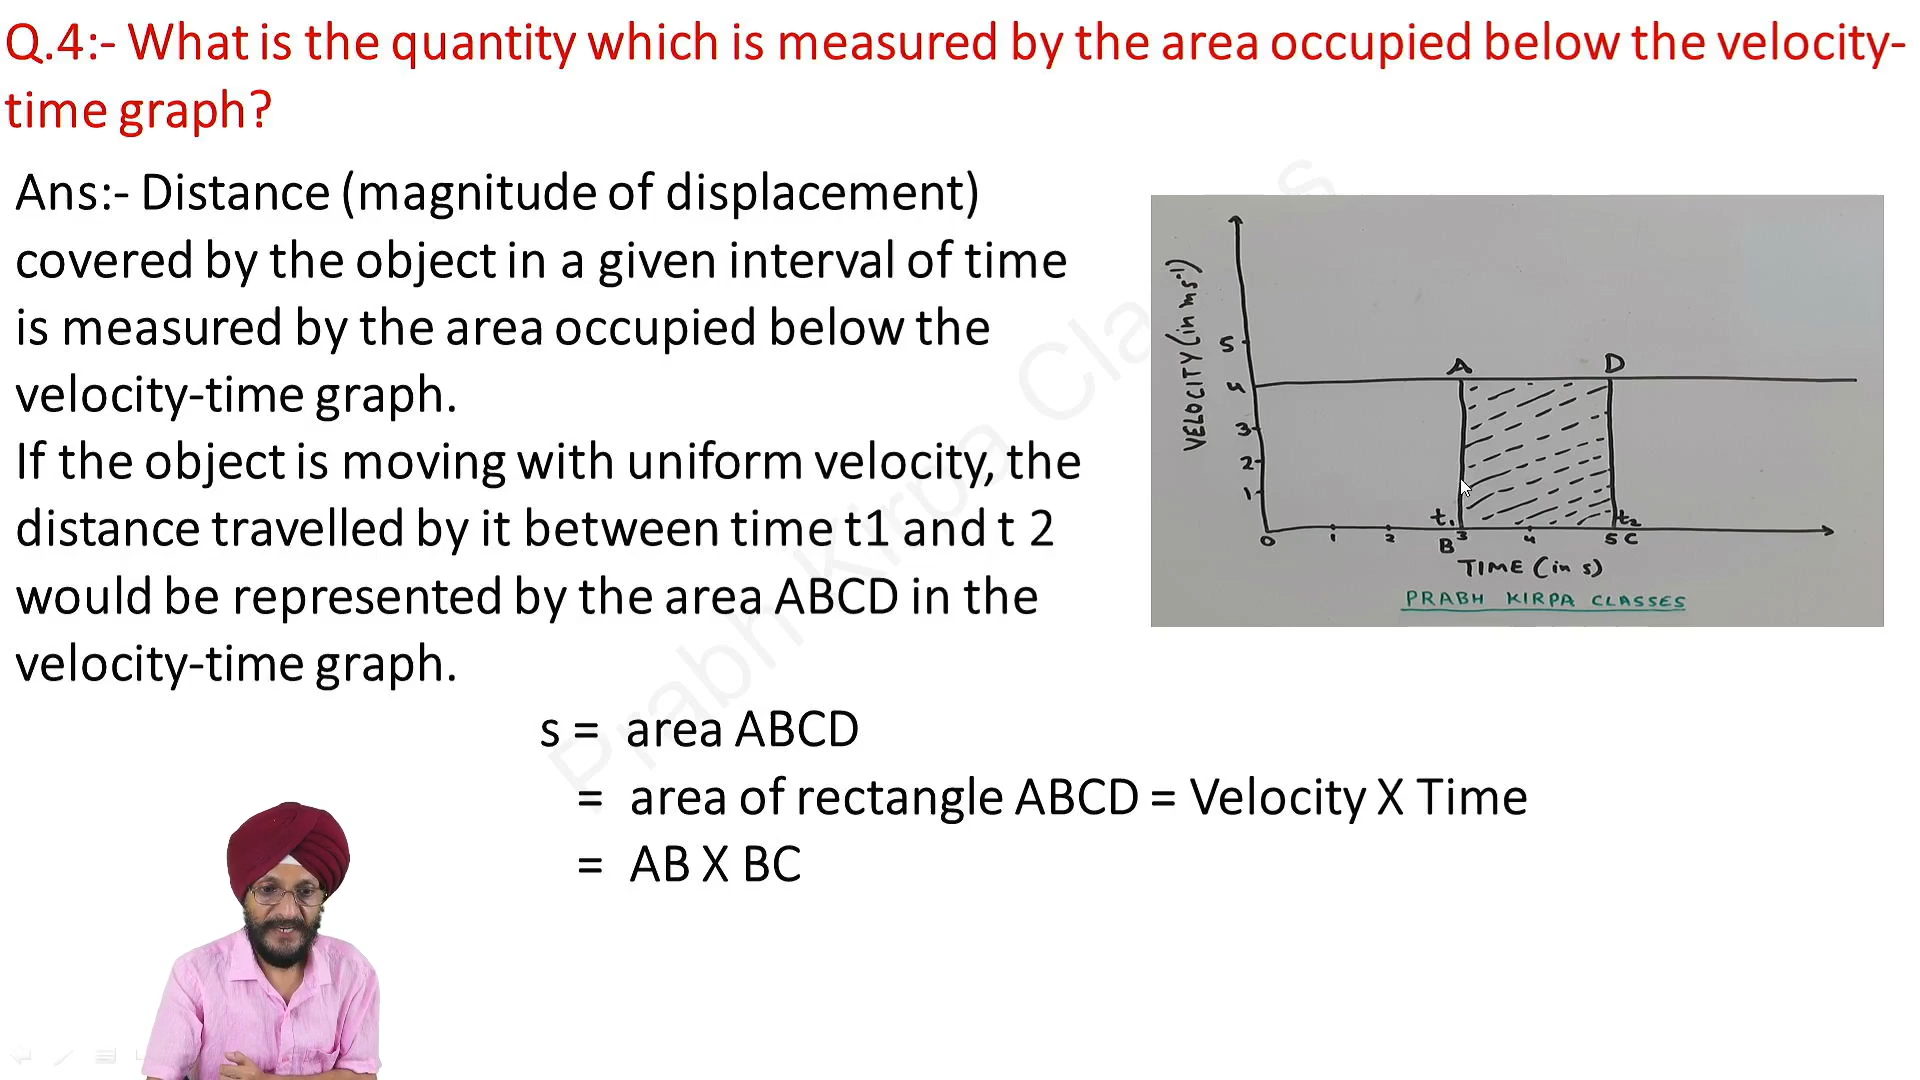 Q.4:- What is the quantity which is measured by the area occupied below the velocity-
time graph?
Ans:- Distance (magnitude of displacement)
covered by the object in a given interval of time
is measured by the area occupied below the
velocity-time graph.
If the object is moving with uniform velocity, the
distance travelled by it between time t1 and t 2
would be represented by the area ABCD in the
velocity-time graph.
s = area ABCD
= area of rectangle ABCD = Velocity X Time
= AB X BC
VELOCITY (in ms⁻¹)
5
4
3
2
1
A D
t₁ t₂
0 1 2 B 3 4 5 C
TIME (in s)
PRABH KIRPA CLASSES
Prabh Kirpa Cla s